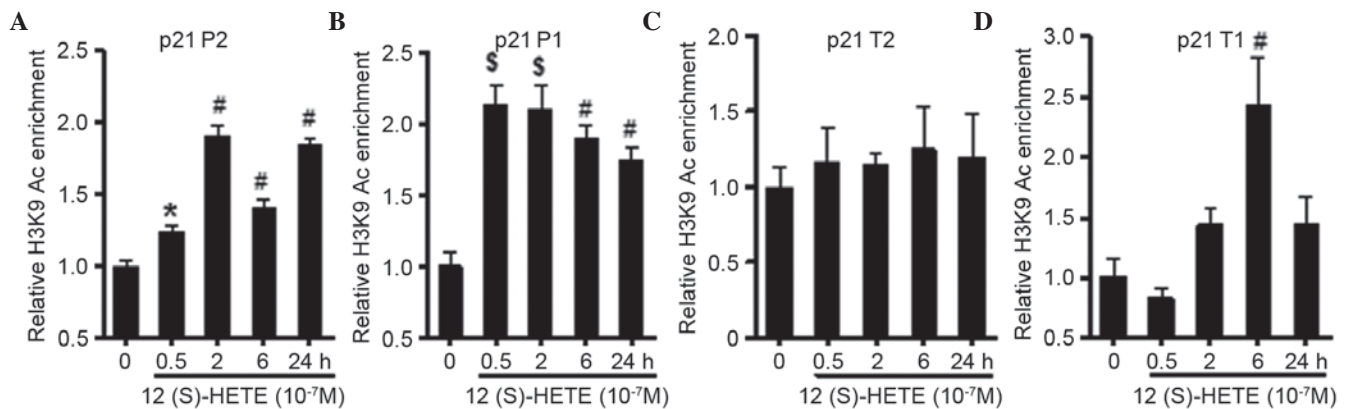 A
p21 P2
Relative H3K9 Ac enrichment
2.5
2.0
1.5
1.0
0.5
*
#
#
#
0 0.5 2 6 24 h
12 (S)-HETE (10-7M)
B
p21 P1
Relative H3K9 Ac enrichment
2.5
2.0
1.5
1.0
0.5
$
$
#
#
0 0.5 2 6 24 h
12 (S)-HETE (10-7M)
C
p21 T2
Relative H3K9 Ac enrichment
2.0
1.5
1.0
0.5
0
0 0.5 2 6 24 h
12 (S)-HETE (10-7M)
D
p21 T1
Relative H3K9 Ac enrichment
3.0
2.5
2.0
1.5
1.0
0.5
#
0 0.5 2 6 24 h
12 (S)-HETE (10-7M)